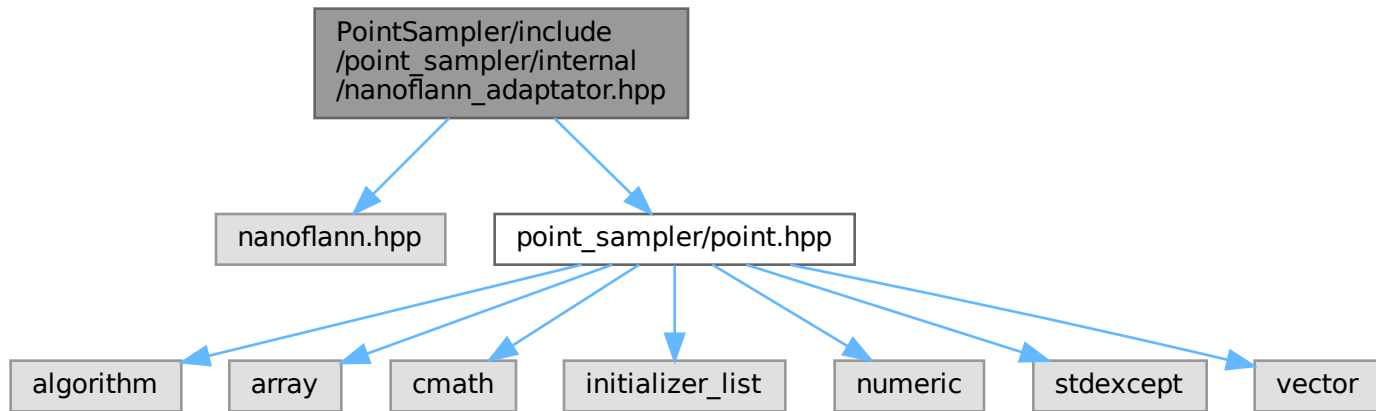 PointSampler/include
/point_sampler/internal
/nanoflann_adaptator.hpp
nanoflann.hpp
point_sampler/point.hpp
algorithm
array
cmath
initializer_list
numeric
stdexcept
vector